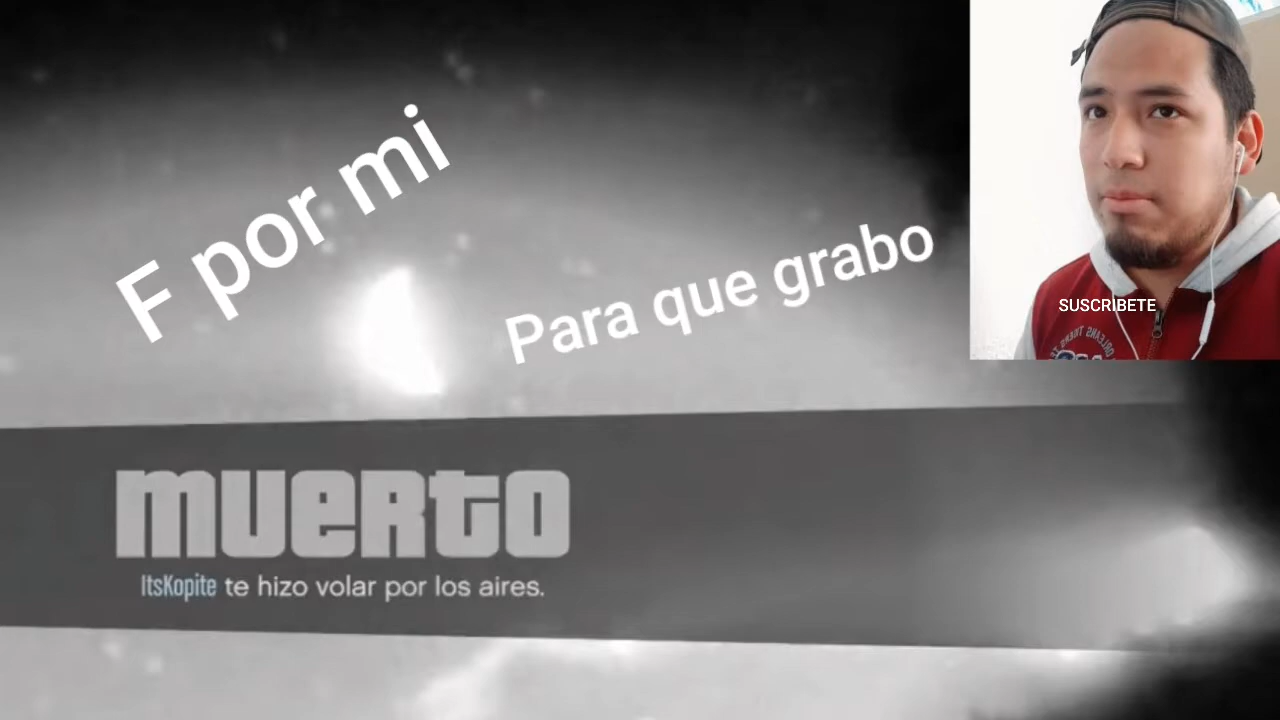 F por mi
Para que grabo
SUSCRIBETE
muerto
ItsKopite te hizo volar por los aires.